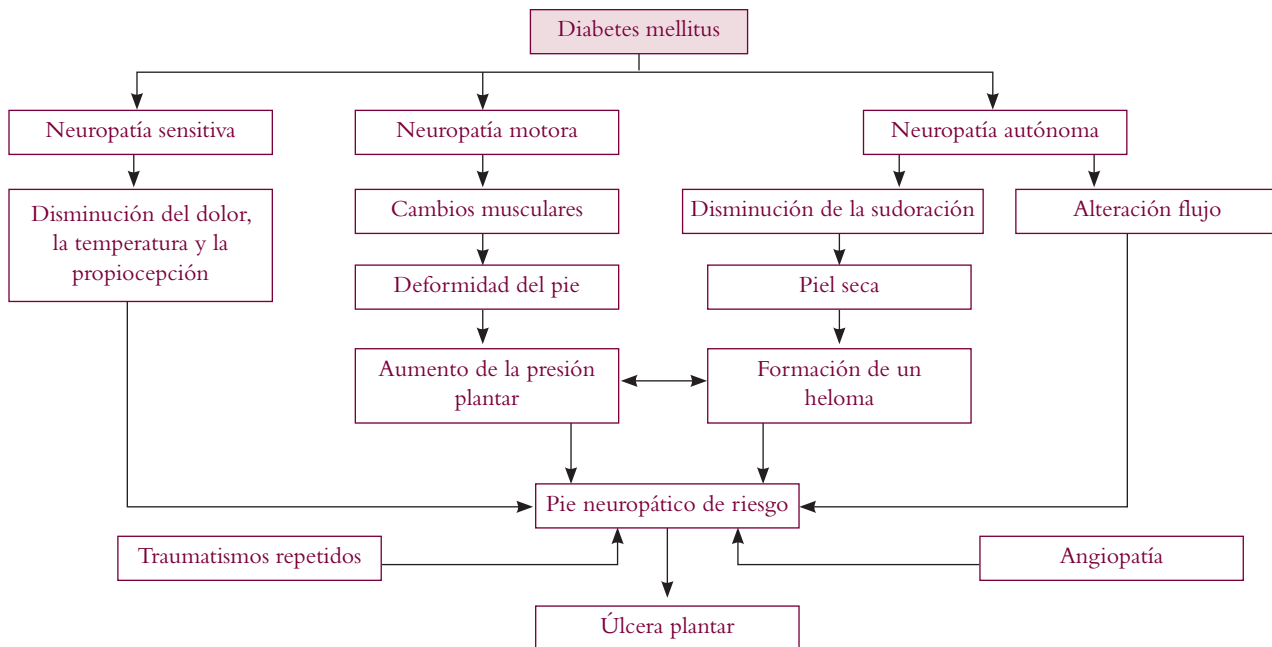 Diabetes mellitus
Neuropatía sensitiva
Neuropatía motora
Neuropatía autónoma
Disminución del dolor,
la temperatura y la
propiocepción
Cambios musculares
Disminución de la sudoración
Alteración flujo
Deformidad del pie
Piel seca
Aumento de la presión
plantar
Formación de un
heloma
Pie neuropático de riesgo
Traumatismos repetidos
Angiopatía
Úlcera plantar